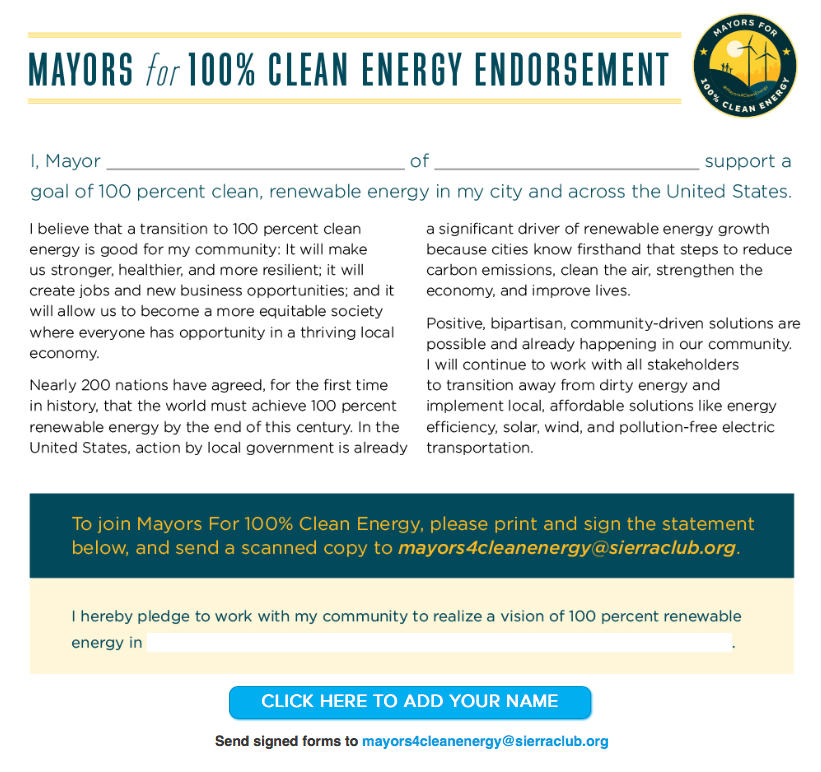 MAYORS for 100% CLEAN ENERGY ENDORSEMENT
MAYORS FOR
100% CLEAN ENERGY
I, Mayor ______________ of ______________ support a
goal of 100 percent clean, renewable energy in my city and across the United States.
I believe that a transition to 100 percent clean
energy is good for my community: It will make
us stronger, healthier, and more resilient; it will
create jobs and new business opportunities; and it
will allow us to become a more equitable society
where everyone has opportunity in a thriving local
economy.
Nearly 200 nations have agreed, for the first time
in history, that the world must achieve 100 percent
renewable energy by the end of this century. In the
United States, action by local government is already
a significant driver of renewable energy growth
because cities know firsthand that steps to reduce
carbon emissions, clean the air, strengthen the
economy, and improve lives.
Positive, bipartisan, community-driven solutions are
possible and already happening in our community.
I will continue to work with all stakeholders
to transition away from dirty energy and
implement local, affordable solutions like energy
efficiency, solar, wind, and pollution-free electric
transportation.
To join Mayors For 100% Clean Energy, please print and sign the statement
below, and send a scanned copy to mayors4cleanenergy@sierraclub.org.
I hereby pledge to work with my community to realize a vision of 100 percent renewable
energy in .
CLICK HERE TO ADD YOUR NAME
Send signed forms to mayors4cleanenergy@sierraclub.org